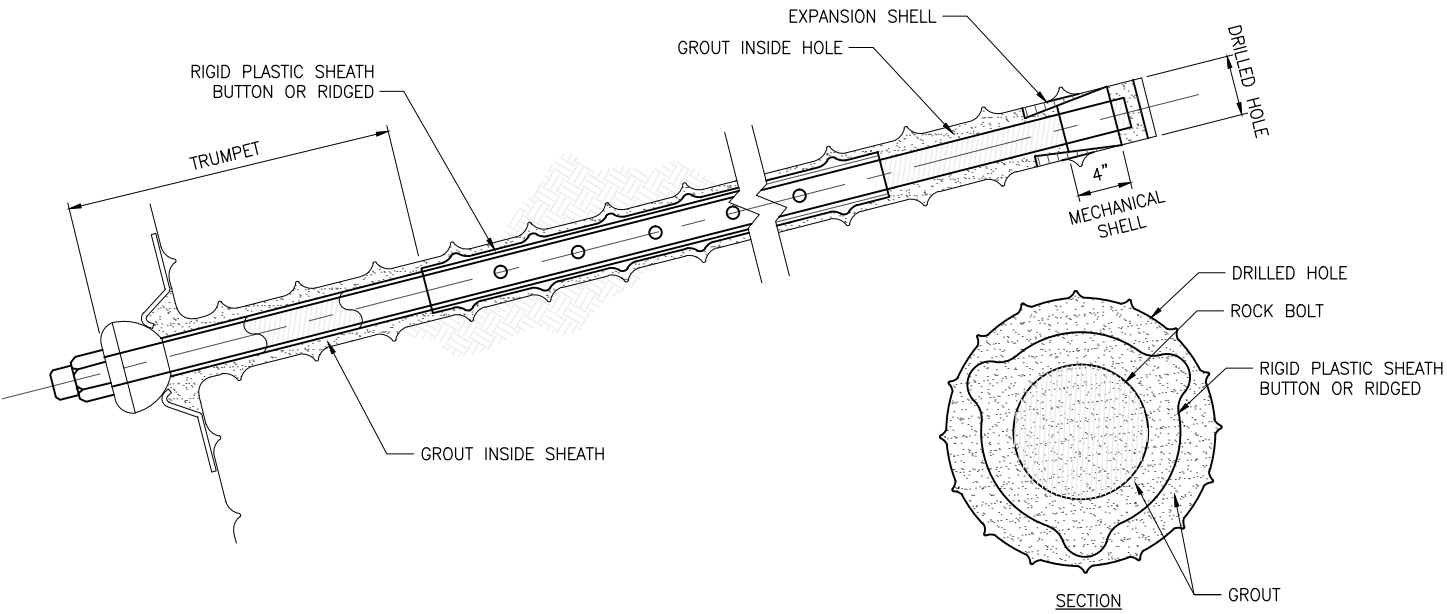 EXPANSION SHELL
GROUT INSIDE HOLE
DRILLED HOLE
RIGID PLASTIC SHEATH
BUTTON OR RIDGED
TRUMPET
4"
MECHANICAL
SHELL
GROUT INSIDE SHEATH
DRILLED HOLE
ROCK BOLT
RIGID PLASTIC SHEATH
BUTTON OR RIDGED
GROUT
SECTION